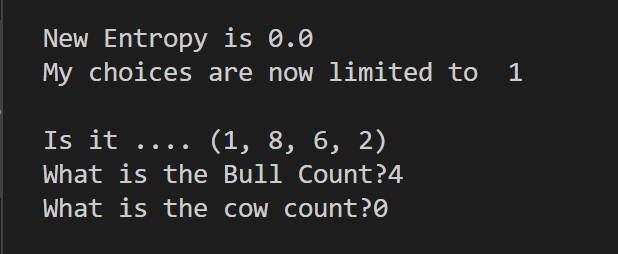 New Entropy is 0.0
My choices are now limited to  1
Is it .... (1, 8, 6, 2)
What is the Bull Count?4
What is the cow count?0